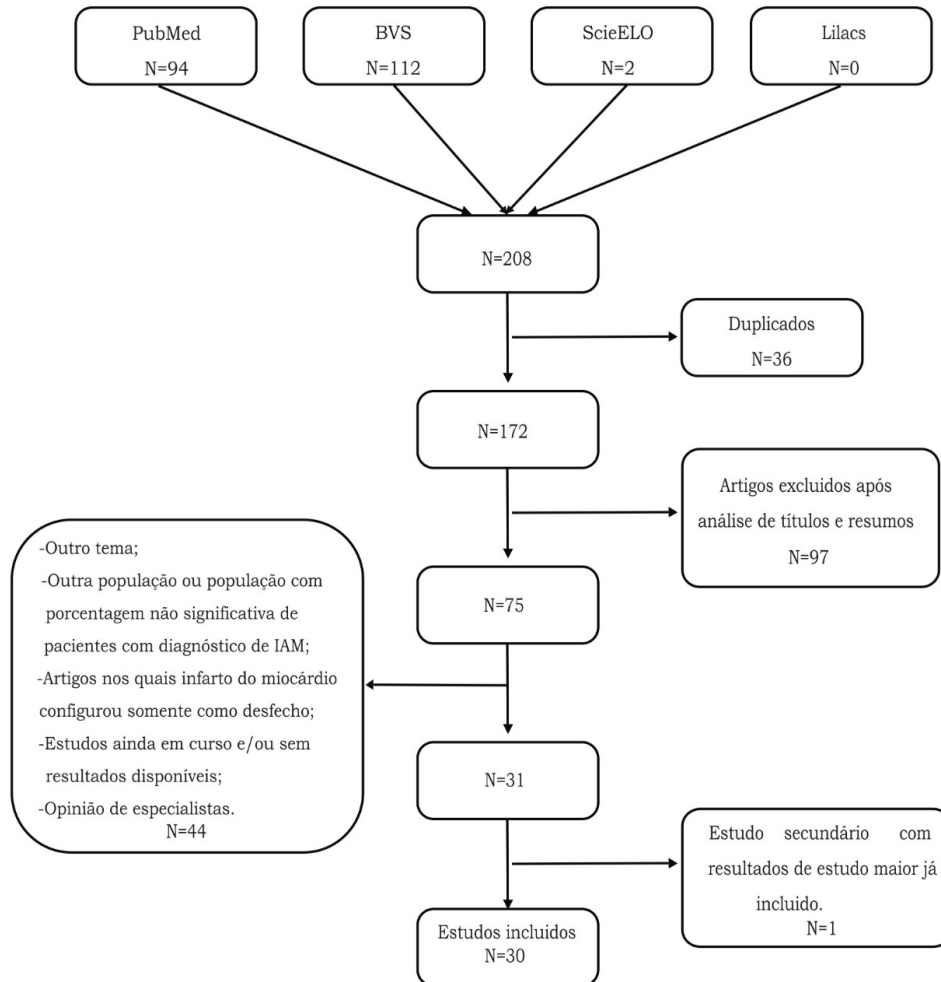 PubMed
N=94
BVS
N=112
ScieELO
N=2
Lilacs
N=0
N=208
Duplicados
N=36
N=172
Artigos excluidos após
análise de títulos e resumos
N=97
N=75
-Outro tema;
-Outra população ou população com
porcentagem não significativa de
pacientes com diagnóstico de IAM;
-Artigos nos quais infarto do miocárdio
configurou somente como desfecho;
-Estudos ainda em curso e/ou sem
resultados disponíveis;
-Opinião de especialistas.
N=44
N=31
Estudo secundário com
resultados de estudo maior já
incluido.
N=1
Estudos incluidos
N=30